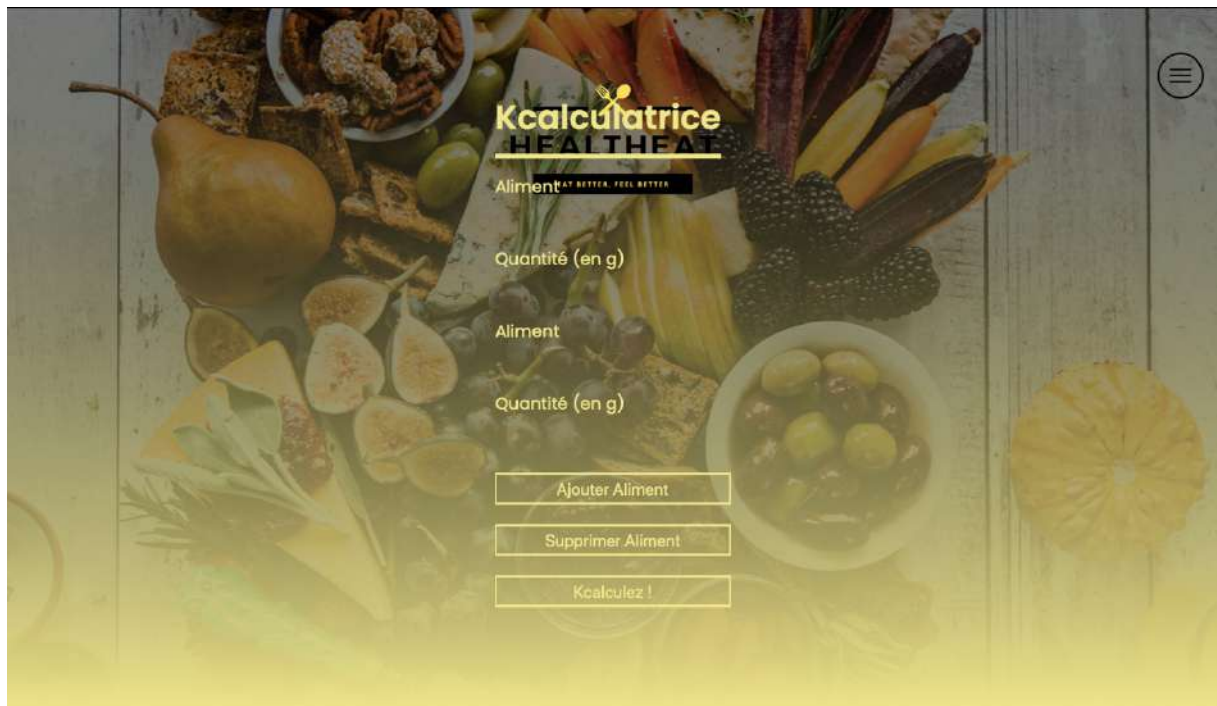 Kcalculatrice
HEALTHEAT
EAT BETTER, FEEL BETTER
Aliment
Quantité (en g)
Aliment
Quantité (en g)
Ajouter Aliment
Supprimer Aliment
Kcalculez !